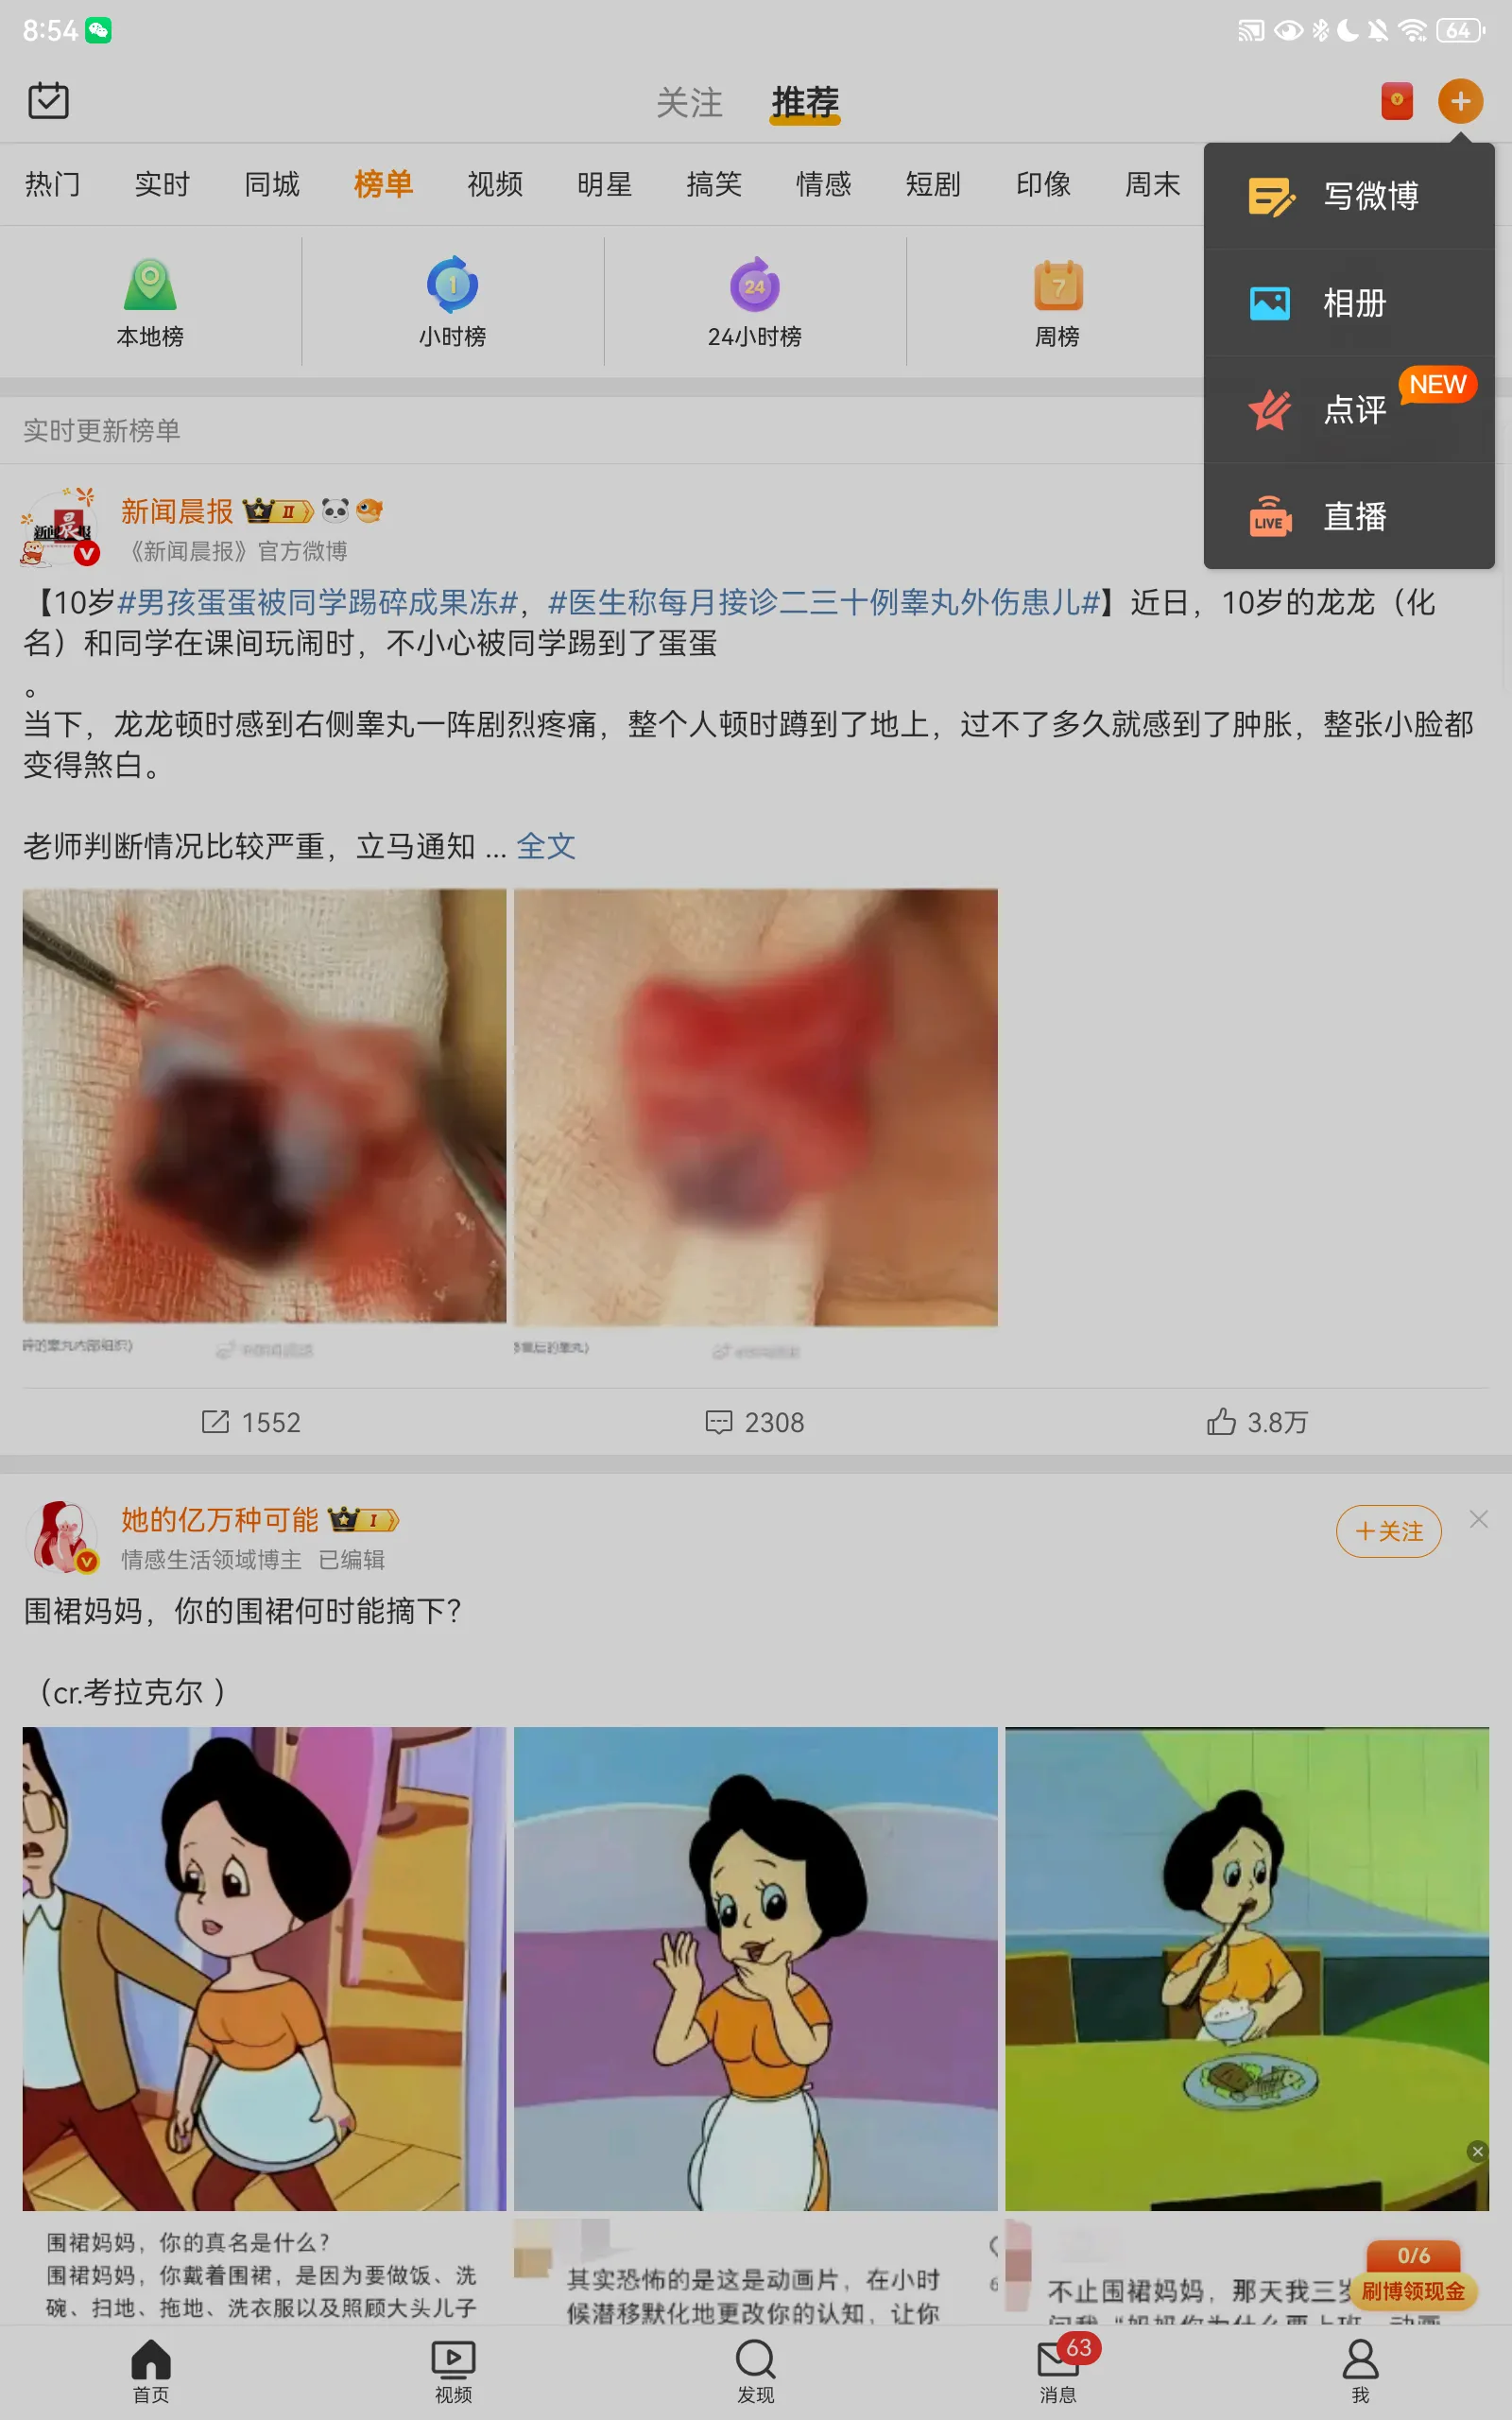 8:54
64
关注 推荐
热门 实时 同城 榜单 视频 明星 搞笑 情感 短剧 印像 周末
写微博
相册
点评 NEW
LIVE 直播
1 24 7
本地榜 小时榜 24小时榜 周榜
实时更新榜单
新闻晨报 II
《新闻晨报》官方微博
【10岁#男孩蛋蛋被同学踢碎成果冻#，#医生称每月接诊二三十例睾丸外伤患儿#】近日，10岁的龙龙（化
名）和同学在课间玩闹时，不小心被同学踢到了蛋蛋
。
当下，龙龙顿时感到右侧睾丸一阵剧烈疼痛，整个人顿时蹲到了地上，过不了多久就感到了肿胀，整张小脸都
变得煞白。
老师判断情况比较严重，立马通知 ... 全文
碎的睾丸内部组织）
1552 2308 3.8万
她的亿万种可能 I
情感生活领域博主 已编辑
+关注
围裙妈妈，你的围裙何时能摘下？
（cr.考拉克尔 ）
围裙妈妈，你的真名是什么？
围裙妈妈，你戴着围裙，是因为要做饭、洗
碗、扫地、拖地、洗衣服以及照顾大头儿子
其实恐怖的是这是动画片，在小时
候潜移默化地更改你的认知，让你
不止围裙妈妈，那天我三岁
0/6
刷博领现金
首页 视频 发现 消息 63 我